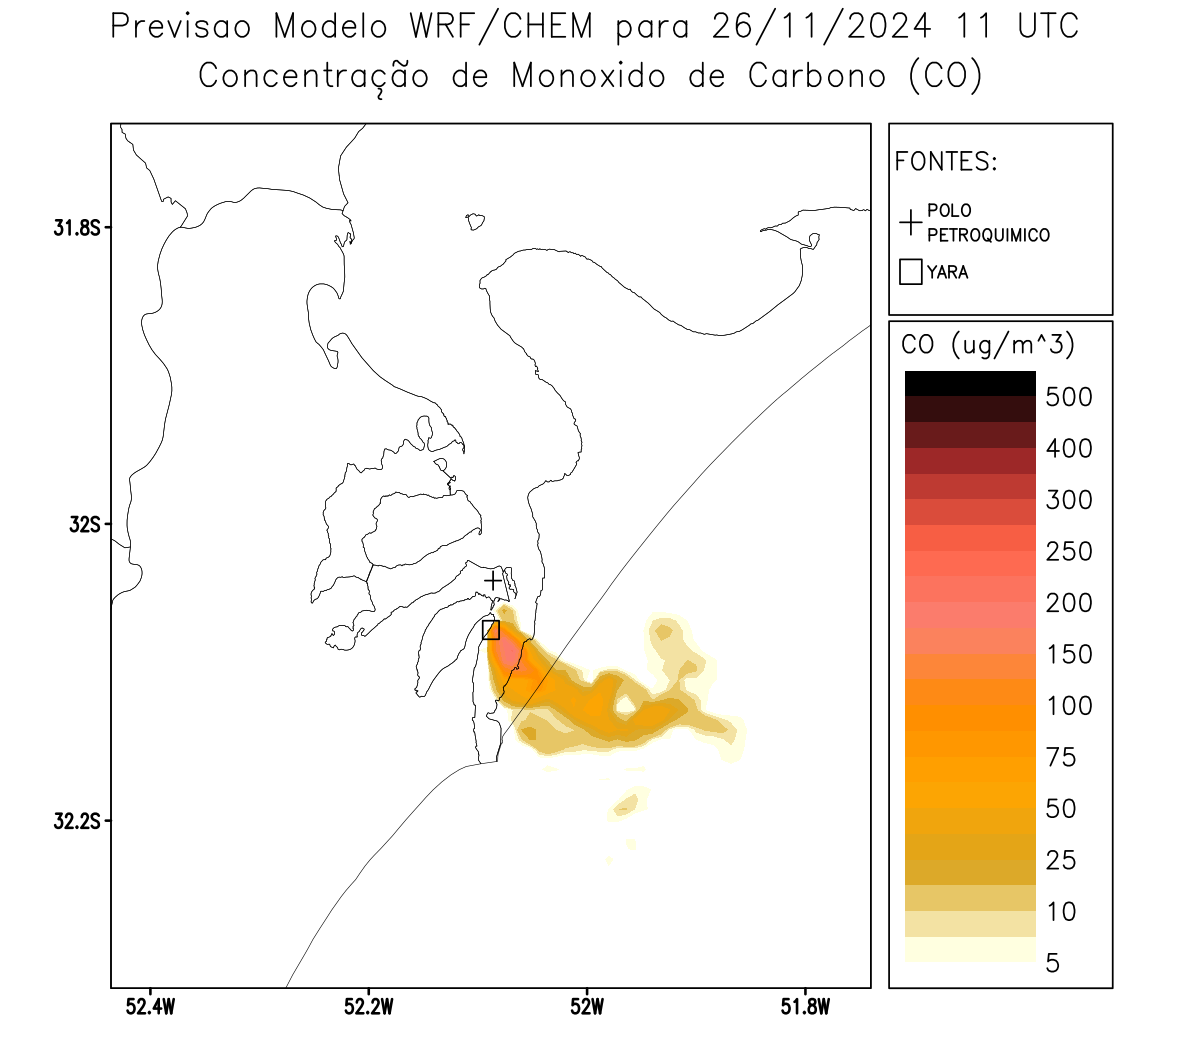 Previsao Modelo WRF/CHEM para 26/11/2024 11 UTC
Concentração de Monoxido de Carbono (CO)
FONTES:
POLO
PETROQUIMICO
YARA
CO (ug/m^3)
500
400
300
250
200
150
100
75
50
25
10
5
31.8S
32S
32.2S
52.4W
52.2W
52W
51.8W